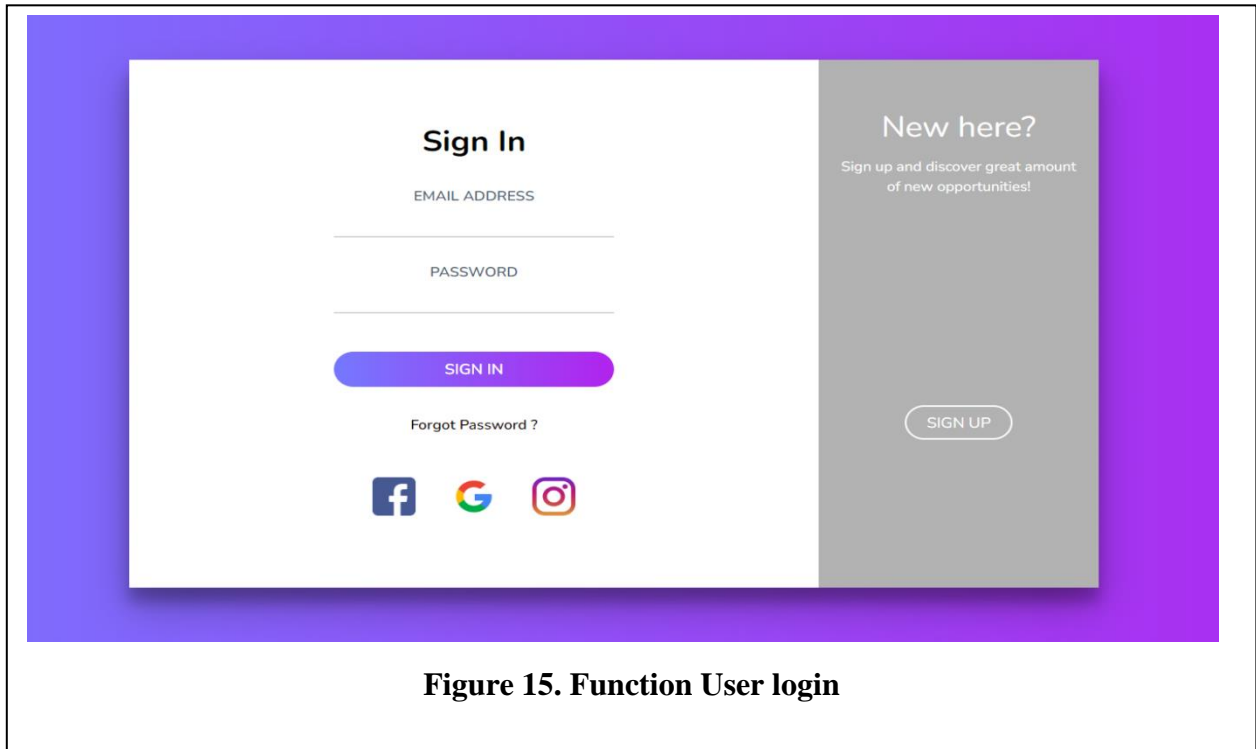 Sign In
EMAIL ADDRESS
PASSWORD
SIGN IN
Forgot Password ?
New here?
Sign up and discover great amount
of new opportunities!
SIGN UP
Figure 15. Function User login